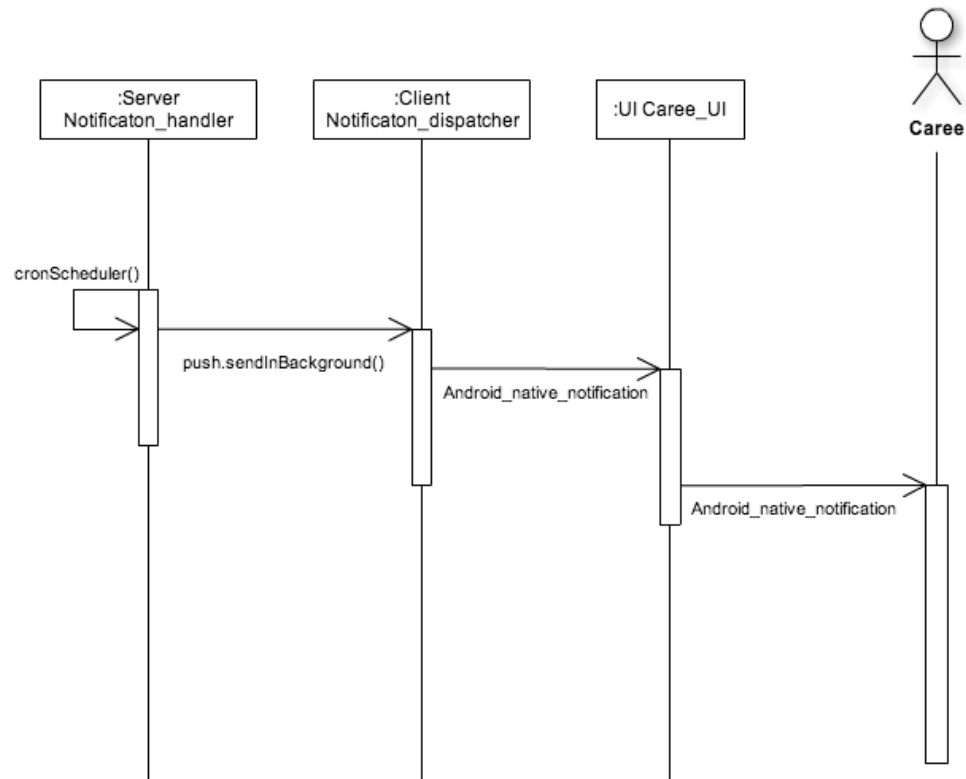 :Server
Notificaton_handler
:Client
Notificaton_dispatcher
:UI Caree_UI
Caree
cronScheduler()
push.sendInBackground()
Android_native_notification
Android_native_notification